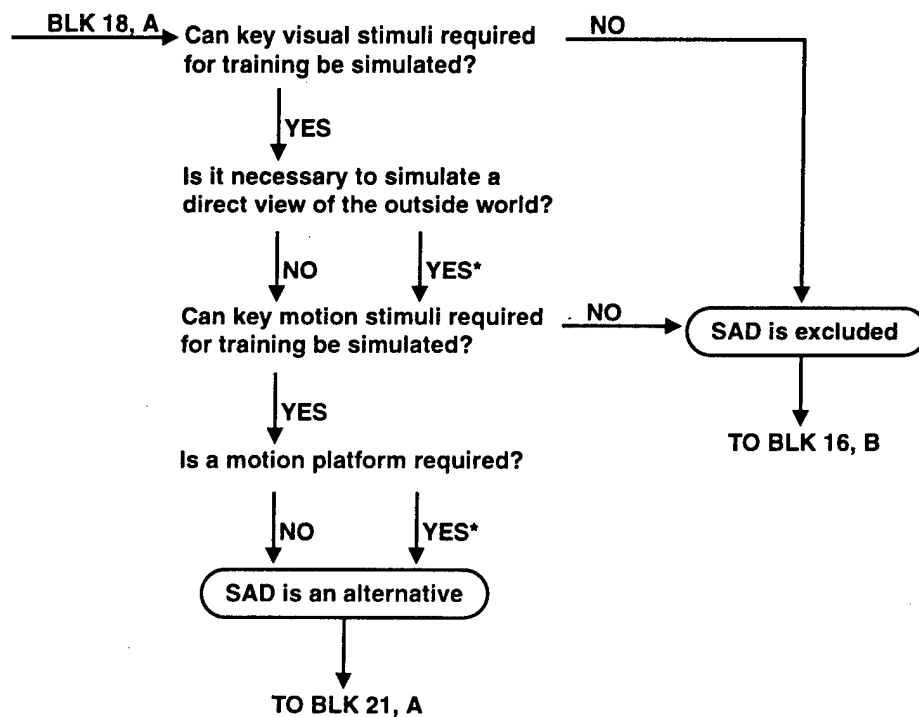 BLK 18, A
Can key visual stimuli required
for training be simulated?
NO
YES
Is it necessary to simulate a
direct view of the outside world?
NO
YES*
Can key motion stimuli required
for training be simulated?
NO
SAD is excluded
YES
TO BLK 16, B
Is a motion platform required?
NO
YES*
SAD is an alternative
TO BLK 21, A